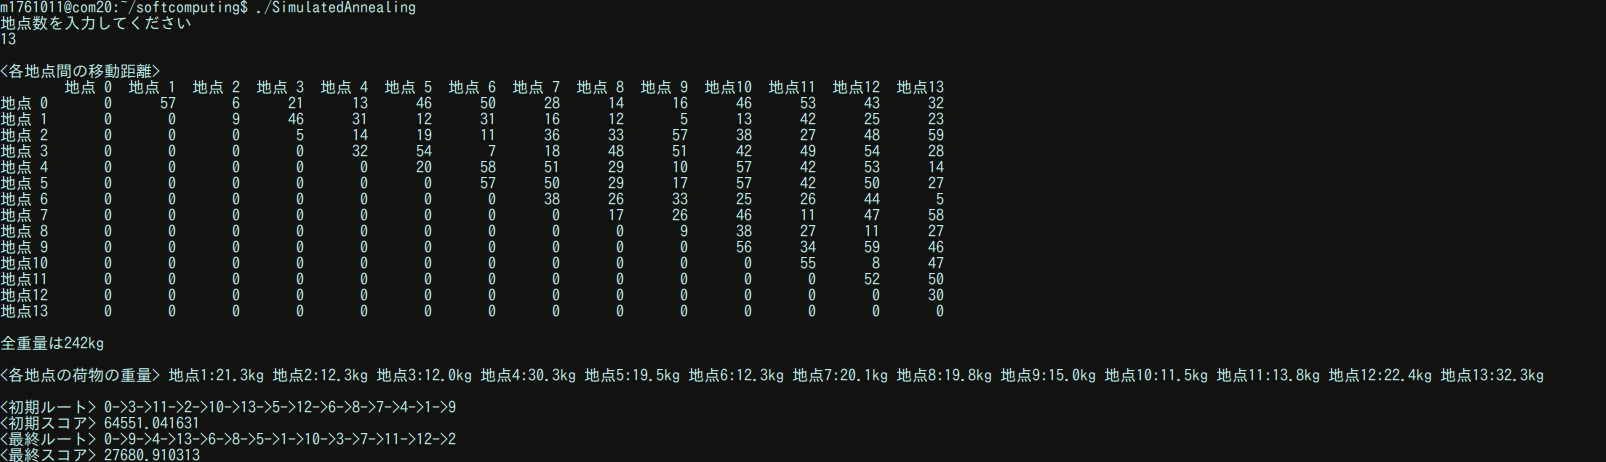 m1761011@com20:~/softcomputing$ ./SimulatedAnnealing
地点数を入力してください
13
<各地点間の移動距離>
地点 0 地点 1 地点 2 地点 3 地点 4 地点 5 地点 6 地点 7 地点 8 地点 9 地点10 地点11 地点12 地点13
地点 0 0 57 6 21 13 46 50 28 14 16 46 53 43 32
地点 1 0 0 9 46 31 12 31 16 12 5 13 42 25 23
地点 2 0 0 0 5 14 19 11 36 33 57 38 27 48 59
地点 3 0 0 0 0 32 54 7 18 48 51 42 49 54 28
地点 4 0 0 0 0 0 20 58 51 29 10 57 42 53 14
地点 5 0 0 0 0 0 0 57 50 29 17 57 42 50 27
地点 6 0 0 0 0 0 0 0 38 26 33 25 26 44 5
地点 7 0 0 0 0 0 0 0 0 17 26 46 11 47 58
地点 8 0 0 0 0 0 0 0 0 0 9 38 27 11 27
地点 9 0 0 0 0 0 0 0 0 0 0 56 34 59 46
地点10 0 0 0 0 0 0 0 0 0 0 0 55 8 47
地点11 0 0 0 0 0 0 0 0 0 0 0 0 52 50
地点12 0 0 0 0 0 0 0 0 0 0 0 0 0 30
地点13 0 0 0 0 0 0 0 0 0 0 0 0 0 0
全重量は242kg
<各地点の荷物の重量> 地点1:21.3kg 地点2:12.3kg 地点3:12.0kg 地点4:30.3kg 地点5:19.5kg 地点6:12.3kg 地点7:20.1kg 地点8:19.8kg 地点9:15.0kg 地点10:11.5kg 地点11:13.8kg 地点12:22.4kg 地点13:32.3kg
<初期ルート> 0->3->11->2->10->13->5->12->6->8->7->4->1->9
<初期スコア> 64551.041631
<最終ルート> 0->9->4->13->6->8->5->1->10->3->7->11->12->2
<最終スコア> 27680.910313